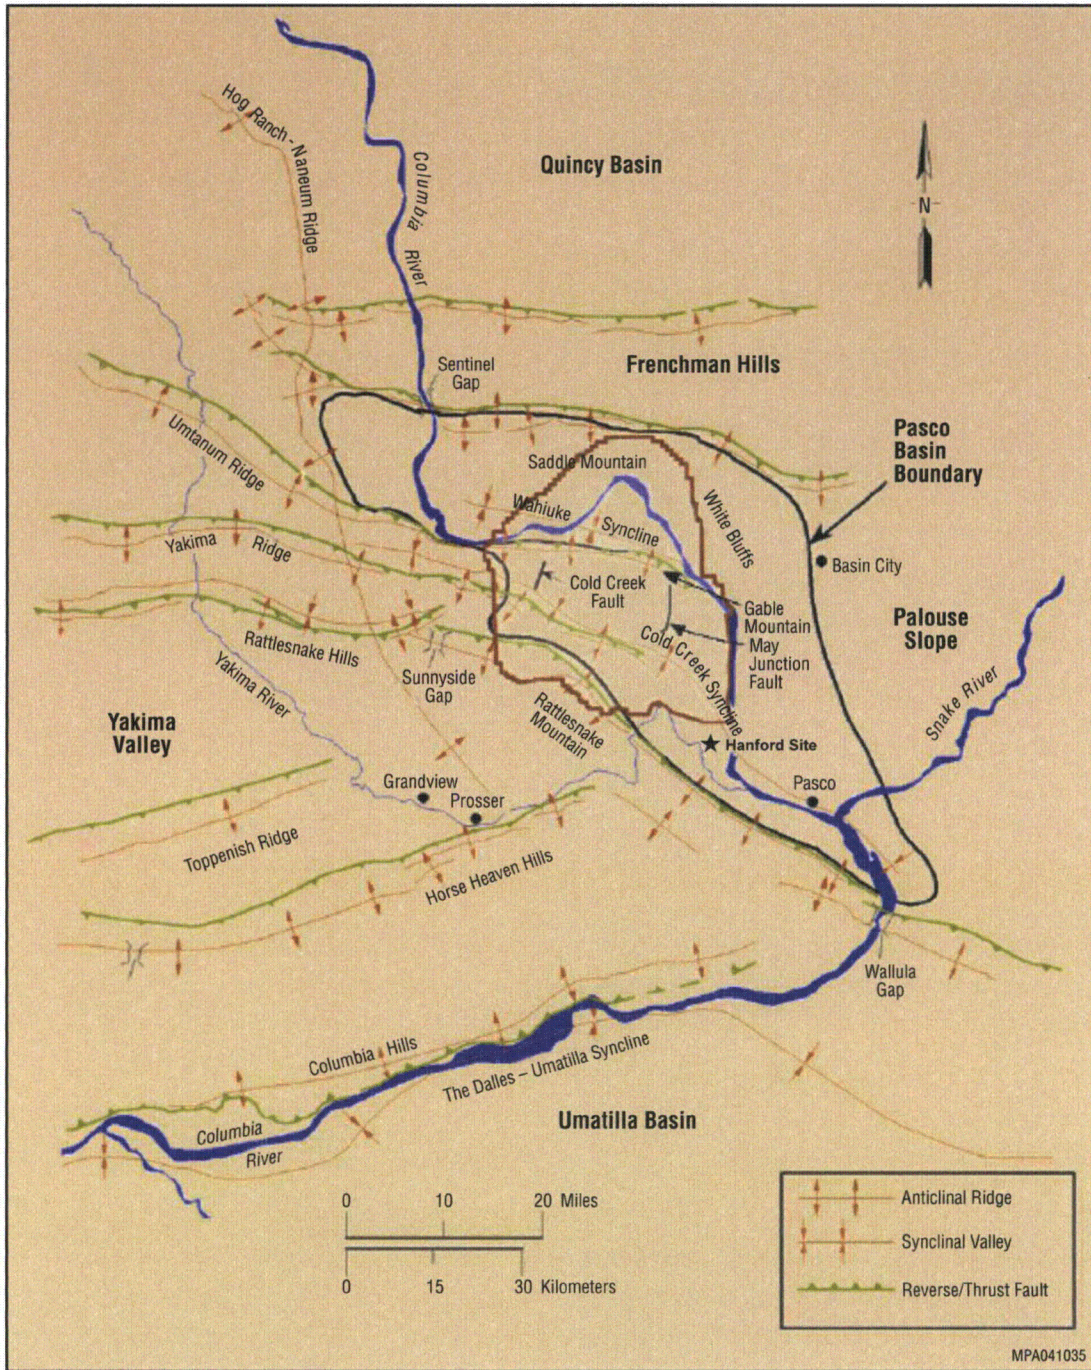 Hog Ranch - Naneum Ridge
Columbia
River
Quincy Basin
N
Sentinel
Gap
Frenchman Hills
Pasco
Basin
Boundary
Umtanum Ridge
Saddle Mountain
Wahiuke
Syncline
White Bluffs
Basin City
Yakima
Ridge
Cold Creek
Fault
Gable
Mountain
May
Junction
Fault
Palouse
Slope
Rattlesnake Hills
Sunnyside
Gap
Cold Creek Syncline
Snake River
Yakima River
Yakima
Valley
Rattlesnake
Mountain
Hanford Site
Grandview
Prosser
Pasco
Toppenish Ridge
Horse Heaven Hills
Wallula
Gap
Columbia Hills
The Dalles – Umatilla Syncline
Umatilla Basin
Columbia
River
0 10 20 Miles
0 15 30 Kilometers
Anticlinal Ridge
Synclinal Valley
Reverse/Thrust Fault
MPA041035